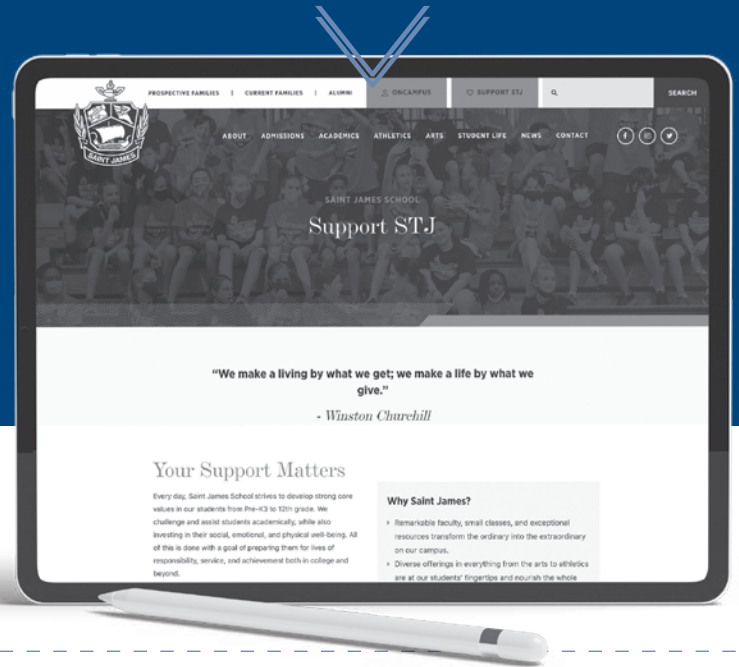 PROSPECTIVE FAMILIES | CURRENT FAMILIES | ALUMNI ONCAMPUS SUPPORT STJ SEARCH
SAINT JAMES
ABOUT ADMISSIONS ACADEMICS ATHLETICS ARTS STUDENT LIFE NEWS CONTACT
SAINT JAMES SCHOOL
Support STJ
“We make a living by what we get; we make a life by what we
give.”
- Winston Churchill
Your Support Matters
Every day, Saint James School strives to develop strong core
values in our students from Pre-K3 to 12th grade. We
challenge and assist students academically, while also
investing in their social, emotional, and physical well-being. All
of this is done with a goal of preparing them for lives of
responsibility, service, and achievement both in college and
beyond.
Why Saint James?
Remarkable faculty, small classes, and exceptional
resources transform the ordinary into the extraordinary
on our campus.
Diverse offerings in everything from the arts to athletics
are at our students' fingertips and nourish the whole